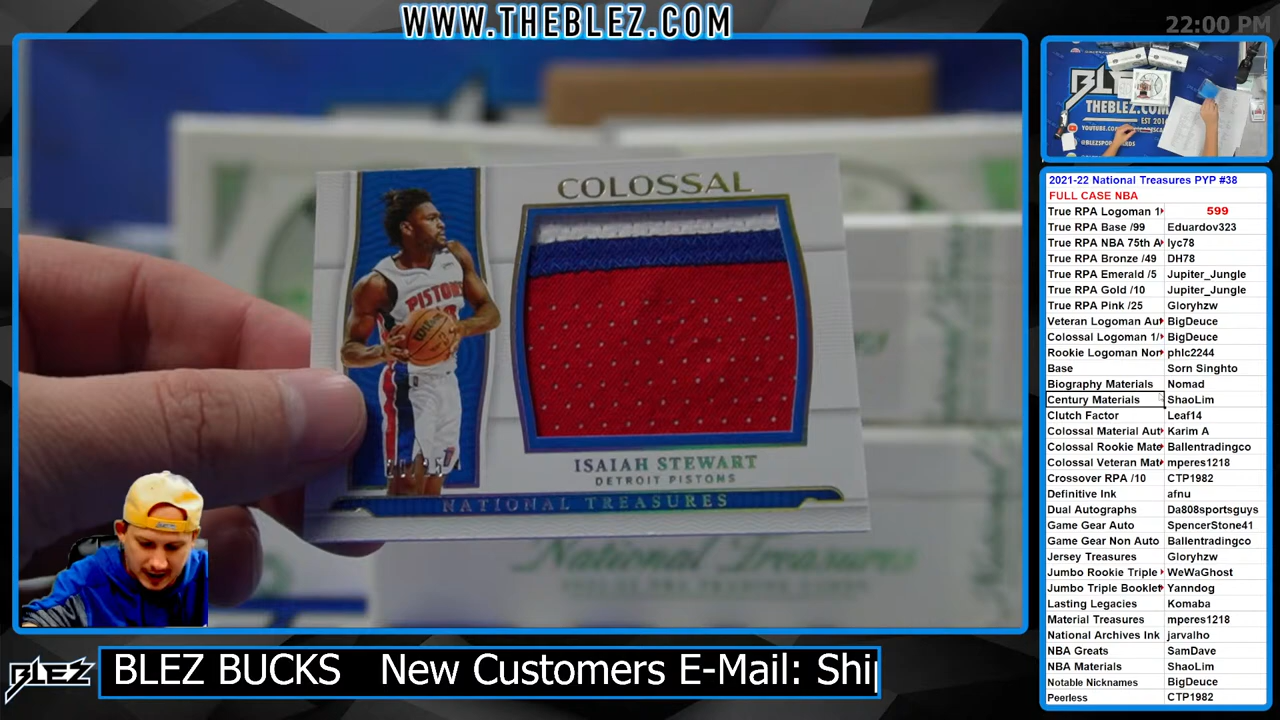 WWW.THEBLEZ.COM
22:00 PM
COLOSSAL
PISTONS
ISAIAH STEWART
DETROIT PISTONS
NATIONAL TREASURES
National Treasures
BLEZ
THEBLEZ.COM
2021-22 National Treasures PYP #38
FULL CASE NBA
True RPA Logoman 1 599
True RPA Base /99 Eduardov323
True RPA NBA 75th A lyc78
True RPA Bronze /49 DH78
True RPA Emerald /5 Jupiter_Jungle
True RPA Gold /10 Jupiter_Jungle
True RPA Pink /25 Gloryhzw
Veteran Logoman Au BigDeuce
Colossal Logoman 1/ BigDeuce
Rookie Logoman Non phlc2244
Base Sorn Singhto
Biography Materials Nomad
Century Materials ShaoLim
Clutch Factor Leaf14
Colossal Material Aut Karim A
Colossal Rookie Mate Ballentradingco
Colossal Veteran Mat mperes1218
Crossover RPA /10 CTP1982
Definitive Ink afnu
Dual Autographs Da808sportsguys
Game Gear Auto SpencerStone41
Game Gear Non Auto Ballentradingco
Jersey Treasures Gloryhzw
Jumbo Rookie Triple WeWaGhost
Jumbo Triple Booklet Yanndog
Lasting Legacies Komaba
Material Treasures mperes1218
National Archives Ink jarvalho
NBA Greats SamDave
NBA Materials ShaoLim
Notable Nicknames BigDeuce
Peerless CTP1982
BLEZ BLEZ BUCKS New Customers E-Mail: Ship